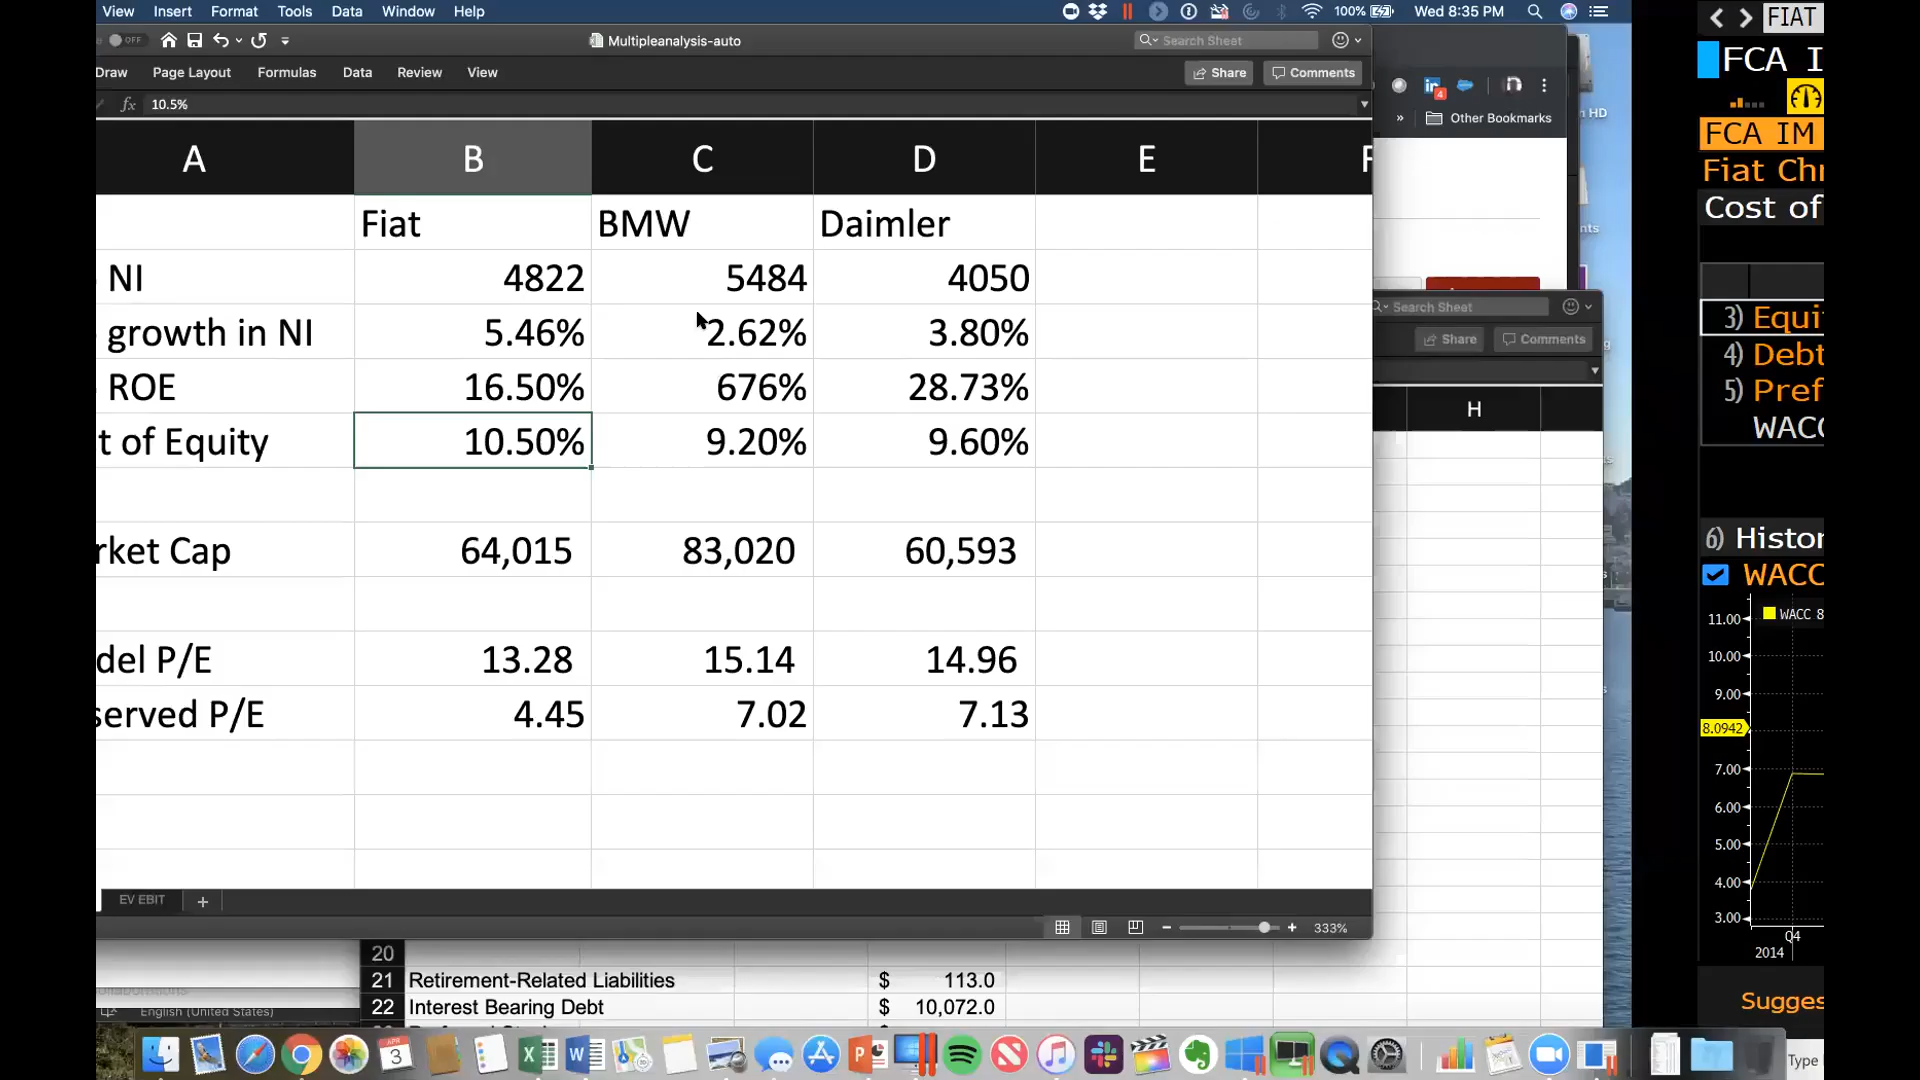 View Insert Format Tools Data Window Help
100% Wed 8:35 PM
OFF
Multipleanalysis-auto
Search Sheet
Draw Page Layout Formulas Data Review View
Share Comments
fx 10.5%
A B C D E F
Fiat BMW Daimler
NI 4822 5484 4050
growth in NI 5.46% 2.62% 3.80%
ROE 16.50% 676% 28.73%
t of Equity 10.50% 9.20% 9.60%
rket Cap 64,015 83,020 60,593
del P/E 13.28 15.14 14.96
served P/E 4.45 7.02 7.13
EV EBIT +
333%
Other Bookmarks
4
HD
nts
Search Sheet
Share Comments
H
20
21 Retirement-Related Liabilities $ 113.0
22 Interest Bearing Debt $ 10,072.0
English (United States)
APR
3
FIAT
FCA I
FCA IM
Fiat Chr
Cost of
3) Equi
4) Debt
5) Pref
WACC
6) Histor
WACC
WACC 8
11.00
10.00
9.00
8.0942
7.00
6.00
5.00
4.00
3.00
Q4
2014
Sugges
Type